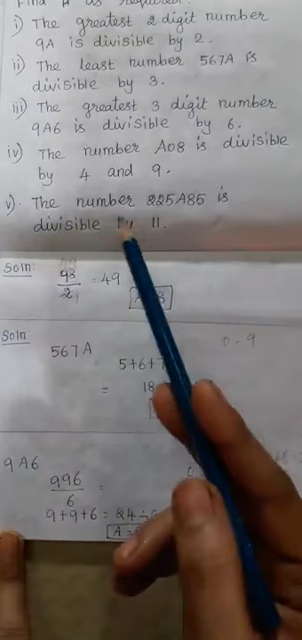 Find A as required.
i) The greatest 2 digit number
9A is divisible by 2.
ii) The least number 567A is
divisible by 3.
iii) The greatest 3 digit number
9A6 is divisible by 6.
iv) The number A08 is divisible
by 4 and 9.
v). The number 225A85 is
divisible by 11.
Soln:
98/2 = 49
Soln:
567A
0 - 9
5+6+7
= 18
9A6
996/6 =
9+9+6 = 24 ÷
A =